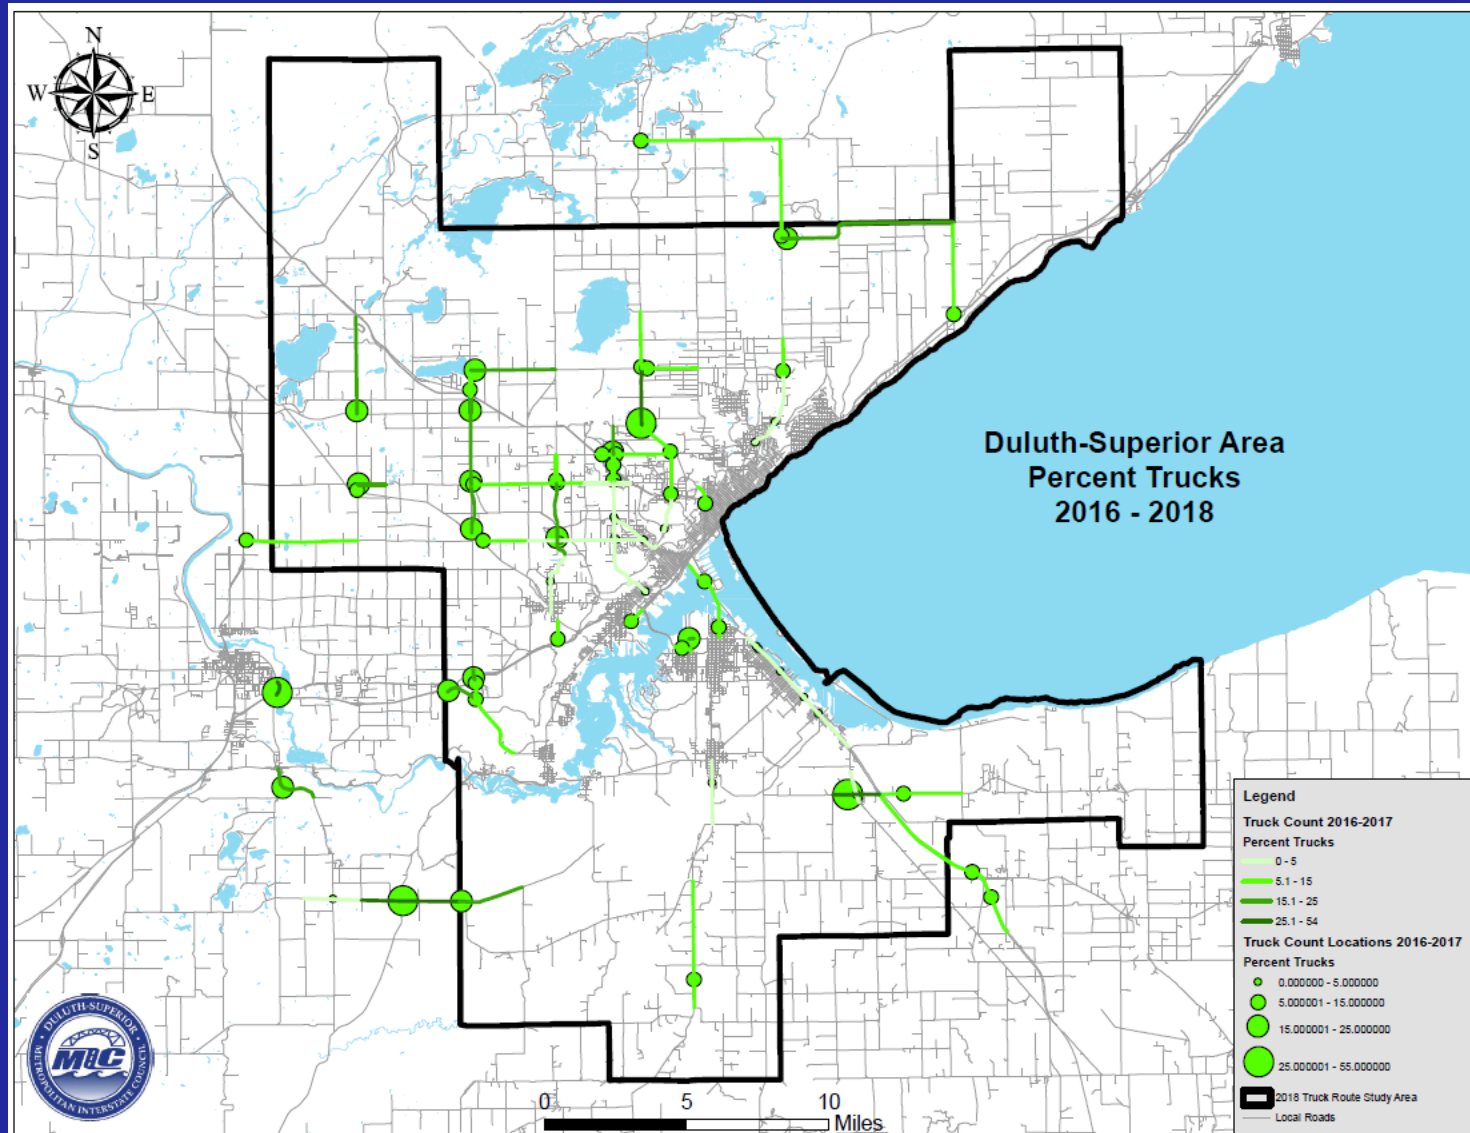 N
W
E
S
Duluth-Superior Area
Percent Trucks
2016 - 2018
Legend
Truck Count 2016-2017
Percent Trucks
0 - 5
5.1 - 15
15.1 - 25
25.1 - 54
Truck Count Locations 2016-2017
Percent Trucks
0.000000 - 5.000000
5.000001 - 15.000000
15.000001 - 25.000000
25.000001 - 55.000000
2018 Truck Route Study Area
Local Roads
DULUTH-SUPERIOR
MIC
METROPOLITAN INTERSTATE COUNCIL
0 5 10
Miles